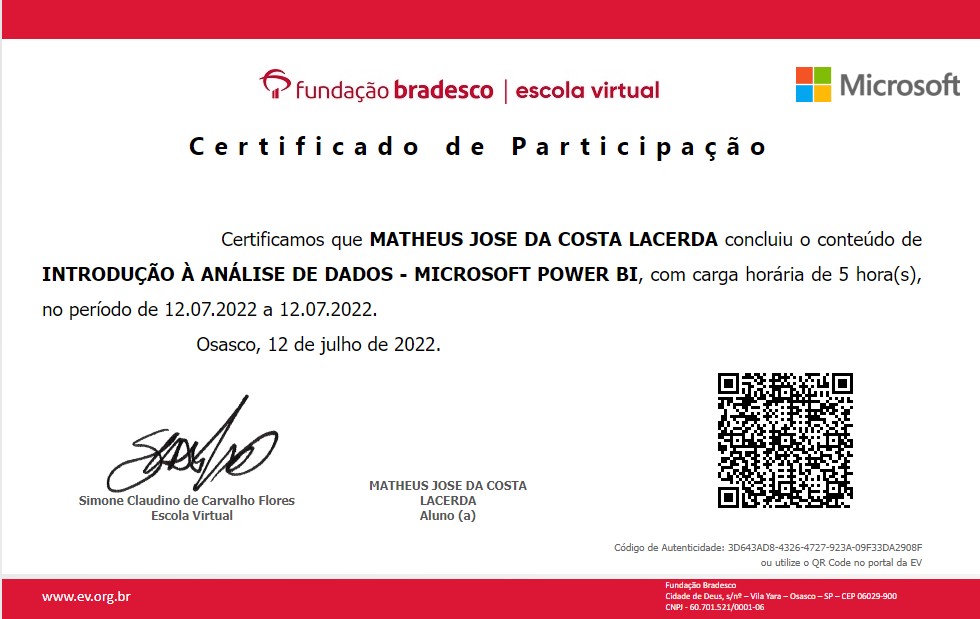 fundação bradesco | escola virtual
Microsoft
Certificado de Participação
Certificamos que MATHEUS JOSE DA COSTA LACERDA concluiu o conteúdo de
INTRODUÇÃO À ANÁLISE DE DADOS - MICROSOFT POWER BI, com carga horária de 5 hora(s),
no período de 12.07.2022 a 12.07.2022.
Osasco, 12 de julho de 2022.
Simone Claudino de Carvalho Flores
Escola Virtual
MATHEUS JOSE DA COSTA
LACERDA
Aluno (a)
Código de Autenticidade: 3D643AD8-4326-4727-923A-09F33DA2908F
ou utilize o QR Code no portal da EV
www.ev.org.br
Fundação Bradesco
Cidade de Deus, s/nº – Vila Yara – Osasco – SP – CEP 06029-900
CNPJ - 60.701.521/0001-06